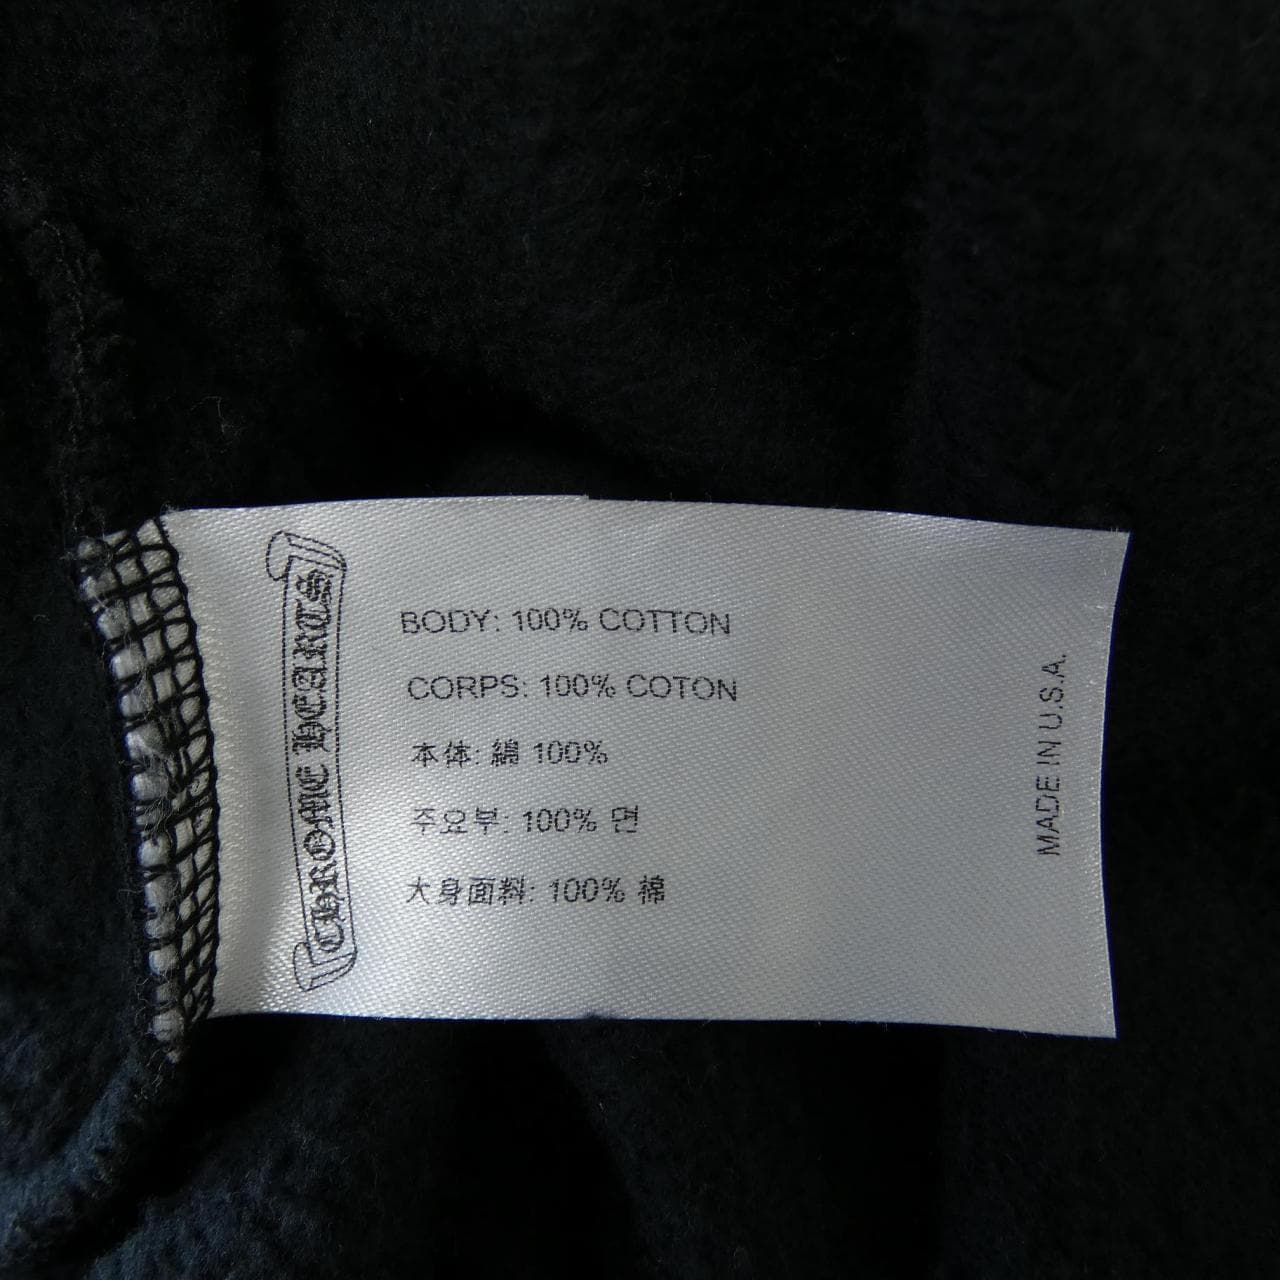 CHROME HEARTS
BODY: 100% COTTON
CORPS: 100% COTON
本体: 綿 100%
주요부: 100% 면
大身面料: 100% 棉
MADE IN U.S.A.